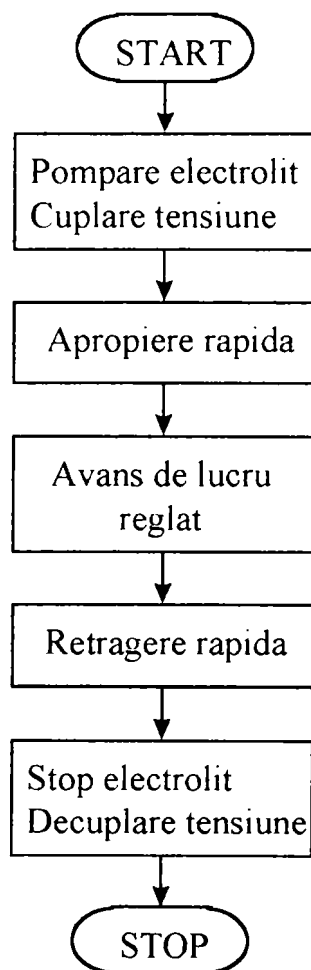 START
Pompare electrolit
Cuplare tensiune
Apropiere rapida
Avans de lucru
reglat
Retragere rapida
Stop electrolit
Decuplare tensiune
STOP